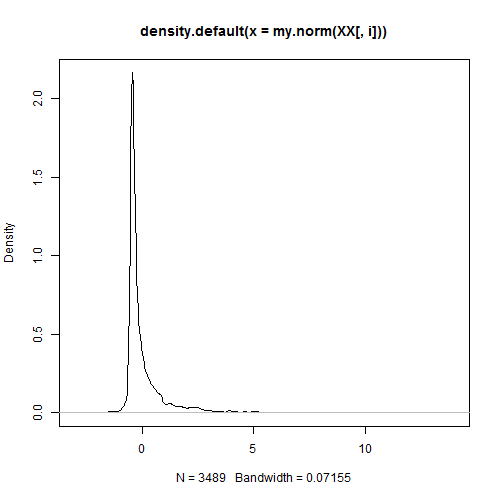 density.default(x = my.norm(XX[, i]))
Density
2.0
1.5
1.0
0.5
0.0
0 5 10
N = 3489 Bandwidth = 0.07155